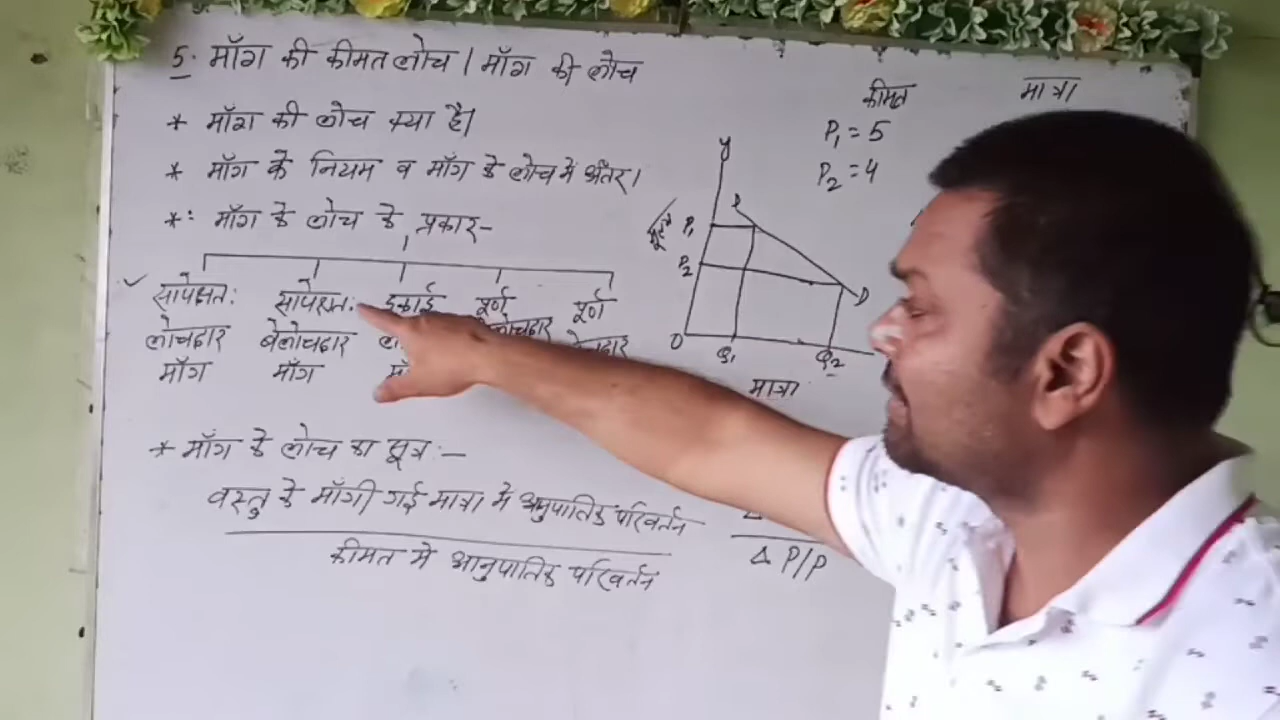 5. माँग की कीमत लोच / माँग की लोच
* माँग की लोच क्या है।
* माँग के नियम व माँग के लोच में अंतर।
*: माँग के लोच के प्रकार-
सापेक्षत: सापेक्षत: इकाई पूर्ण पूर्ण
लोचदार बेलोचदार
माँग माँग
* माँग के लोच का सूत्र :-
वस्तु के माँगी गई मात्रा में अनुपातिक परिवर्तन
कीमत में आनुपातिक परिवर्तन
Δ P/P
कीमत मात्रा
P₁ = 5
P₂ = 4
y
D
P₁
P₂
D
O Q₁ Q₂
मात्रा